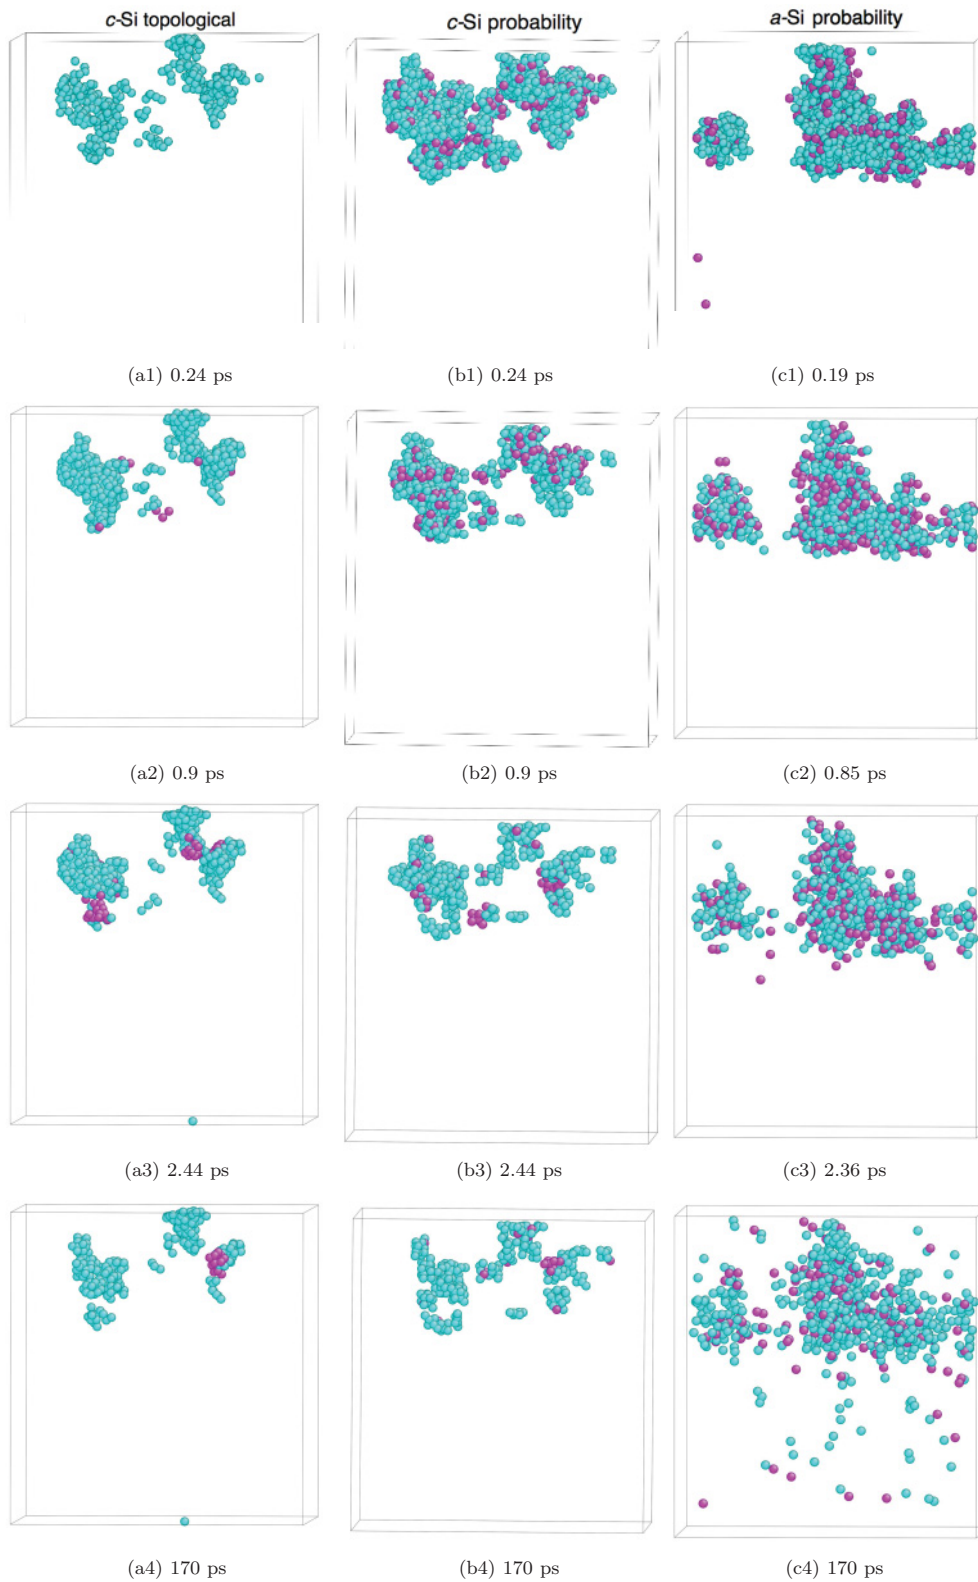 c-Si topological
c-Si probability
a-Si probability
(a1) 0.24 ps
(b1) 0.24 ps
(c1) 0.19 ps
(a2) 0.9 ps
(b2) 0.9 ps
(c2) 0.85 ps
(a3) 2.44 ps
(b3) 2.44 ps
(c3) 2.36 ps
(a4) 170 ps
(b4) 170 ps
(c4) 170 ps